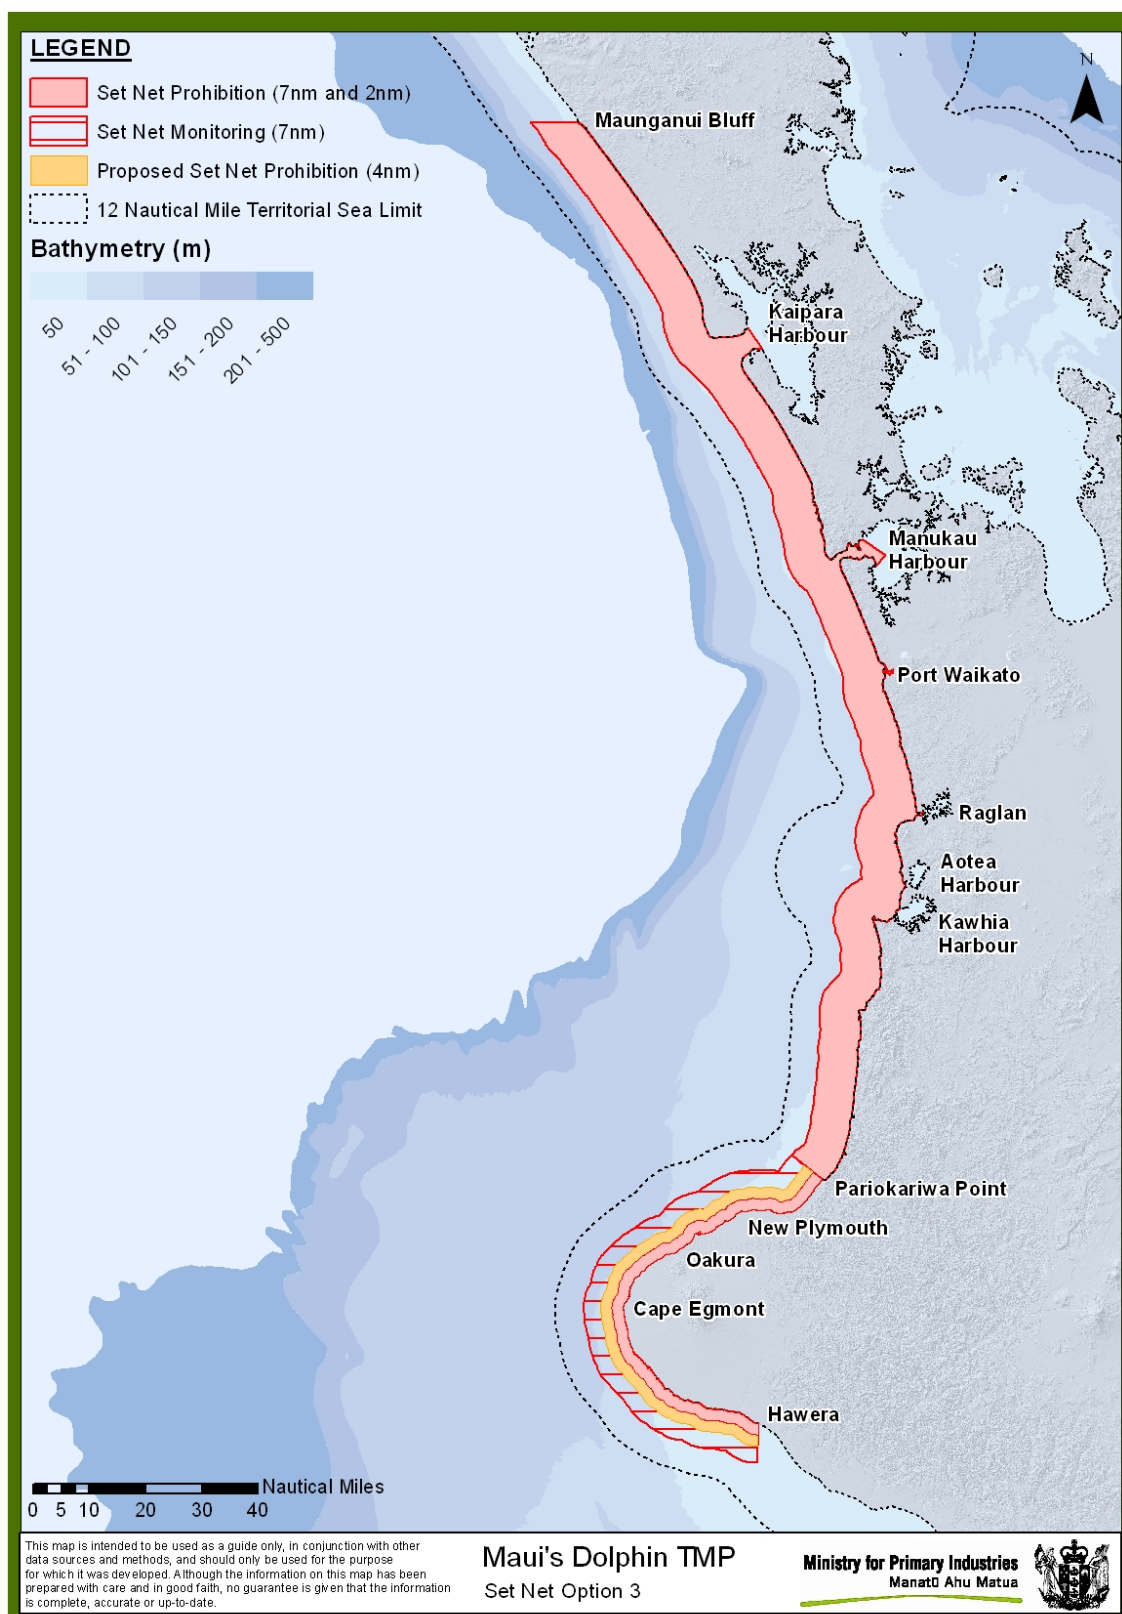 LEGEND
Set Net Prohibition (7nm and 2nm)
Set Net Monitoring (7nm)
Proposed Set Net Prohibition (4nm)
12 Nautical Mile Territorial Sea Limit
Bathymetry (m)
50
51 - 100
101 - 150
151 - 200
201 - 500
N
Maunganui Bluff
Kaipara
Harbour
Manukau
Harbour
Port Waikato
Raglan
Aotea
Harbour
Kawhia
Harbour
Pariokariwa Point
New Plymouth
Oakura
Cape Egmont
Hawera
Nautical Miles
0 5 10 20 30 40
This map is intended to be used as a guide only, in conjunction with other
data sources and methods, and should only be used for the purpose
for which it was developed. Although the information on this map has been
prepared with care and in good faith, no guarantee is given that the information
is complete, accurate or up-to-date.
Maui's Dolphin TMP
Set Net Option 3
Ministry for Primary Industries
Manatū Ahu Matua